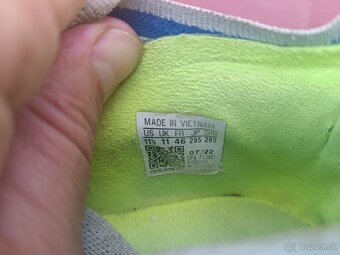 MADE IN VIETNAM
US UK FR JP CHN
11½ 11 46 295 285
07/22
adidas
Bazos.sk